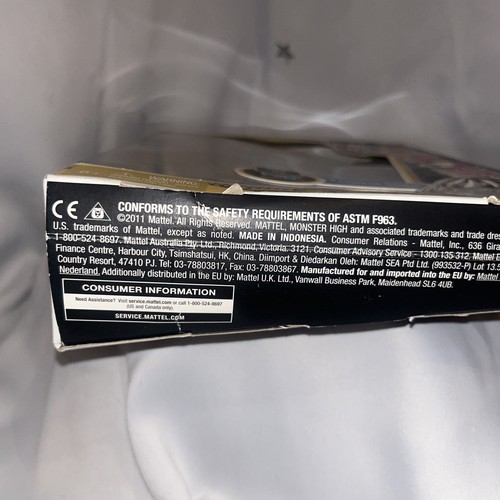 WARNING
CE
CONFORMS TO THE SAFETY REQUIREMENTS OF ASTM F963.
©2011 Mattel. All Rights Reserved. MATTEL, MONSTER HIGH and associated trademarks and trade dres
U.S. trademarks of Mattel, except as noted. MADE IN INDONESIA. Consumer Relations - Mattel, Inc., 636 Gira
1-800-524-8697. Mattel Australia Pty. Ltd., Richmond, Victoria. 3121. Consumer Advisory Service - 1300 135 312. Mattel E
Finance Centre, Harbour City, Tsimshatsui, HK, China. Diimport & Diedarkan Oleh: Mattel SEA Ptd Ltd. (993532-P) Lot 13.5
Country Resort, 47410 PJ. Tel: 03-78803817, Fax: 03-78803867. Manufactured for and imported into the EU by: Mattel
Nederland. Additionally distributed in the EU by: Mattel U.K. Ltd., Vanwall Business Park, Maidenhead SL6 4UB.
CONSUMER INFORMATION
Need Assistance? Visit service.mattel.com or call 1-800-524-8697
(US and Canada only).
SERVICE.MATTEL.COM